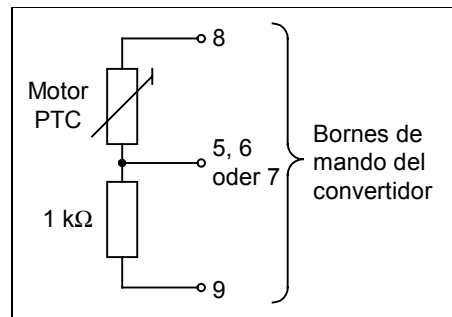 8
Motor
PTC
5, 6
oder 7
Bornes de
mando del
convertidor
1 kΩ
9